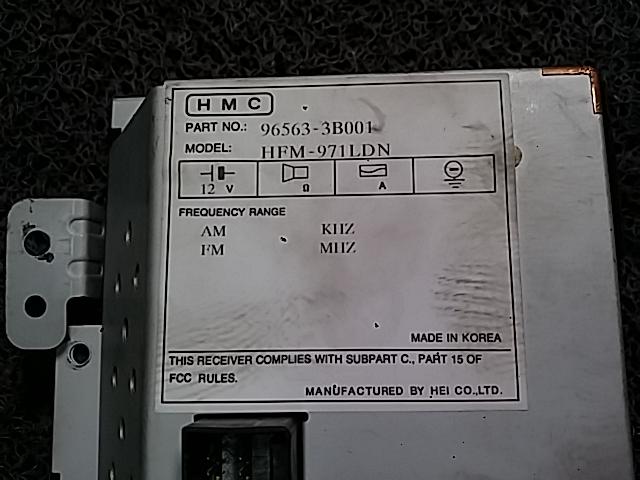 HMC
PART NO.: 96563-3B001
MODEL: HFM-971LDN
12 V Ω A
FREQUENCY RANGE
AM KHZ
FM MHZ
MADE IN KOREA
THIS RECEIVER COMPLIES WITH SUBPART C., PART 15 OF
FCC RULES.
MANUFACTURED BY HEI CO.,LTD.